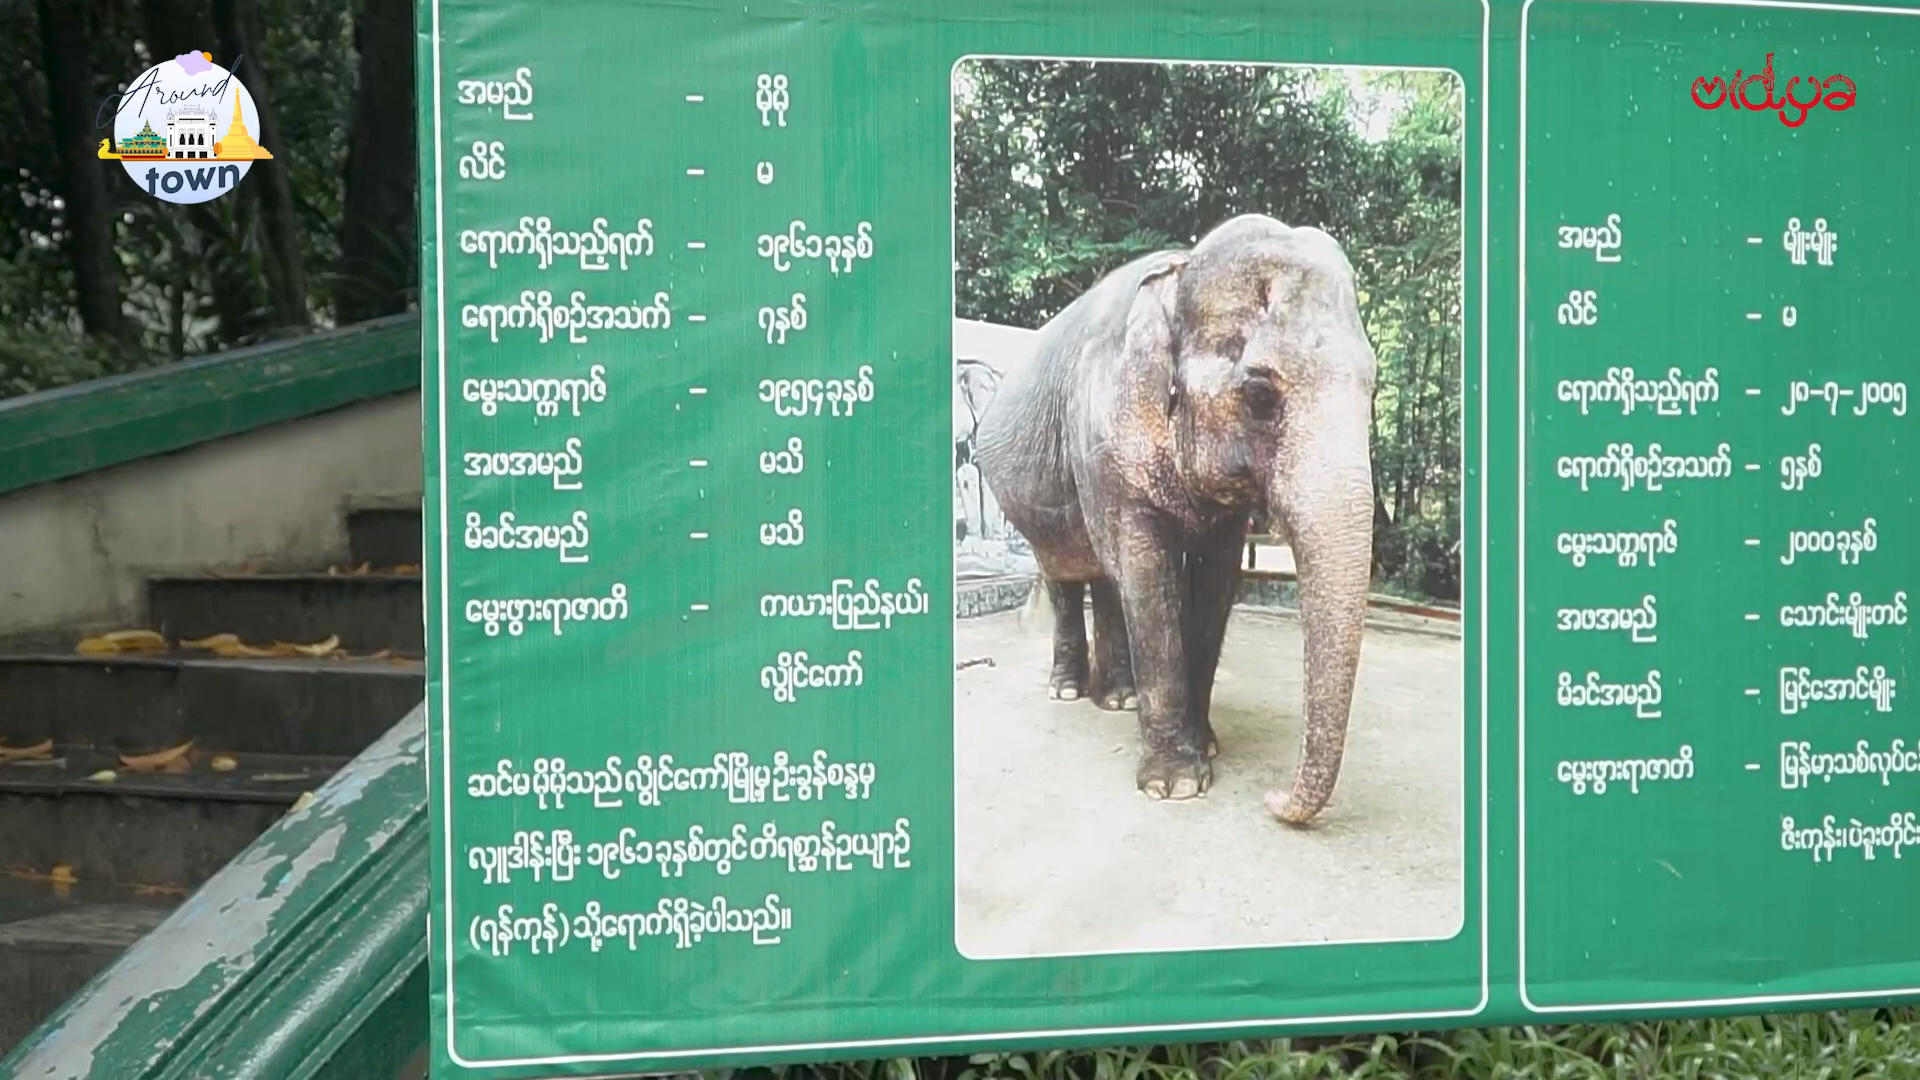 Around
town
vidya
အမည် - မိုမို
လိင် - မ
ရောက်ရှိသည့်ရက် - ၁၉၆၁ခုနှစ်
ရောက်ရှိစဉ်အသက် - ၇နှစ်
မွေးသက္ကရာဇ် - ၁၉၅၄ခုနှစ်
အဖအမည် - မသိ
မိခင်အမည် - မသိ
မွေးဖွားရာဇာတိ - ကယားပြည်နယ်၊
လွိုင်ကော်
ဆင်မမိုမိုသည်လွိုင်ကော်မြို့မှဦးခွန်စန္ဒမှ
လှူဒါန်းပြီး ၁၉၆၁ခုနှစ်တွင်တိရစ္ဆာန်ဥယျာဉ်
(ရန်ကုန်)သို့ရောက်ရှိခဲ့ပါသည်။
အမည် - မျိုးမျိုး
လိင် - မ
ရောက်ရှိသည့်ရက် - ၂၈-၇-၂၀၀၅
ရောက်ရှိစဉ်အသက် - ၅နှစ်
မွေးသက္ကရာဇ် - ၂၀၀၀ခုနှစ်
အဖအမည် - သောင်းမျိုးတင်
မိခင်အမည် - မြင့်အောင်မျိုး
မွေးဖွားရာဇာတိ - မြန်မာ့သစ်လုပ်ငန်း
ဇီးကုန်း၊ပဲခူးတိုင်း